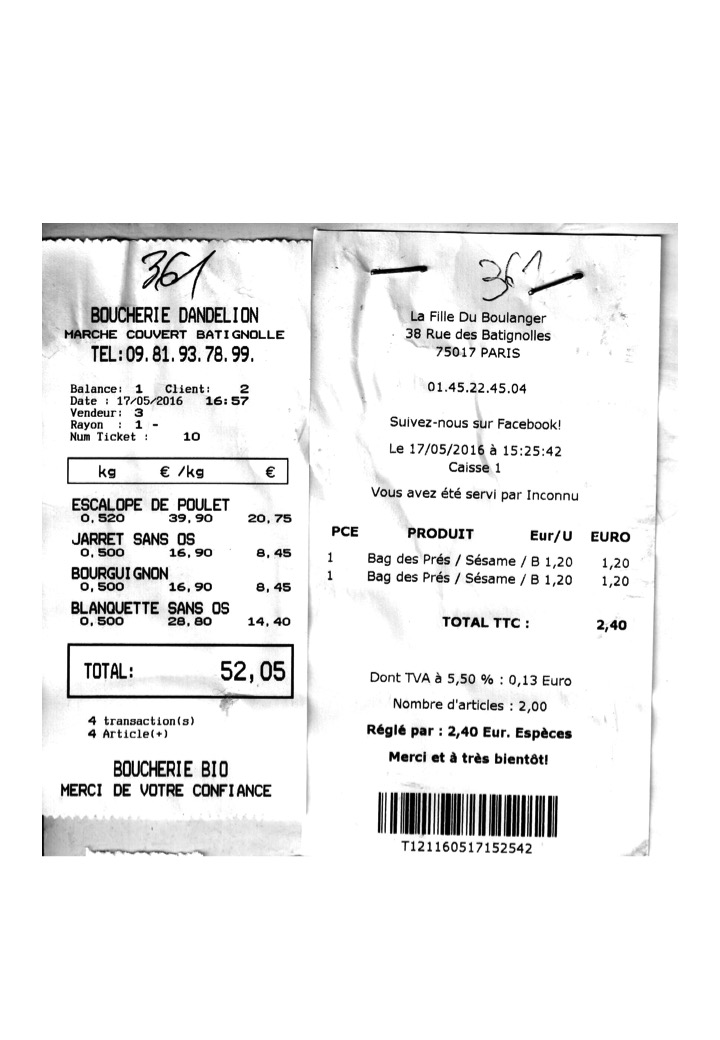 361
BOUCHERIE DANDELION
MARCHE COUVERT BATIGNOLLE
TEL:09.81.93.78.99.
Balance: 1 Client: 2
Date : 17/05/2016 16:57
Vendeur: 3
Rayon : 1 -
Num Ticket : 10
kg € /kg €
ESCALOPE DE POULET
0,520 39,90 20,75
JARRET SANS OS
0,500 16,90 8,45
BOURGUIGNON
0,500 16,90 8,45
BLANQUETTE SANS OS
0,500 28,80 14,40
TOTAL: 52,05
4 transaction(s)
4 Article(+)
BOUCHERIE BIO
MERCI DE VOTRE CONFIANCE
361
La Fille Du Boulanger
38 Rue des Batignolles
75017 PARIS
01.45.22.45.04
Suivez-nous sur Facebook!
Le 17/05/2016 à 15:25:42
Caisse 1
Vous avez été servi par Inconnu
PCE PRODUIT Eur/U EURO
1 Bag des Prés / Sésame / B 1,20 1,20
1 Bag des Prés / Sésame / B 1,20 1,20
TOTAL TTC : 2,40
Dont TVA à 5,50 % : 0,13 Euro
Nombre d'articles : 2,00
Réglé par : 2,40 Eur. Espèces
Merci et à très bientôt!
T121160517152542